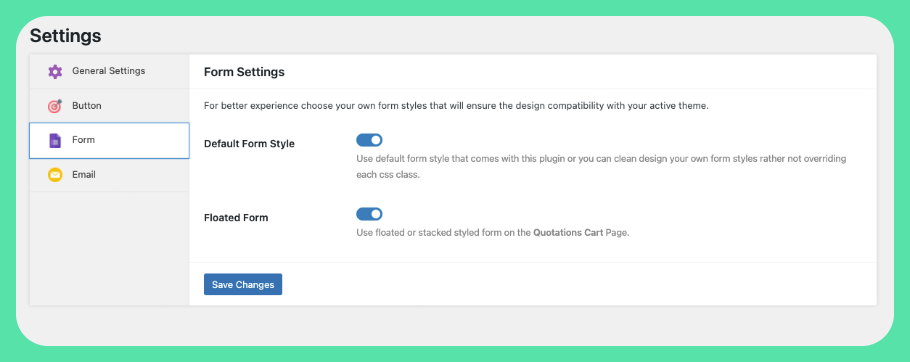 Settings
General Settings
Button
Form
Email
Form Settings
For better experience choose your own form styles that will ensure the design compatibility with your active theme.
Default Form Style
Use default form style that comes with this plugin or you can clean design your own form styles rather not overriding
each css class.
Floated Form
Use floated or stacked styled form on the Quotations Cart Page.
Save Changes